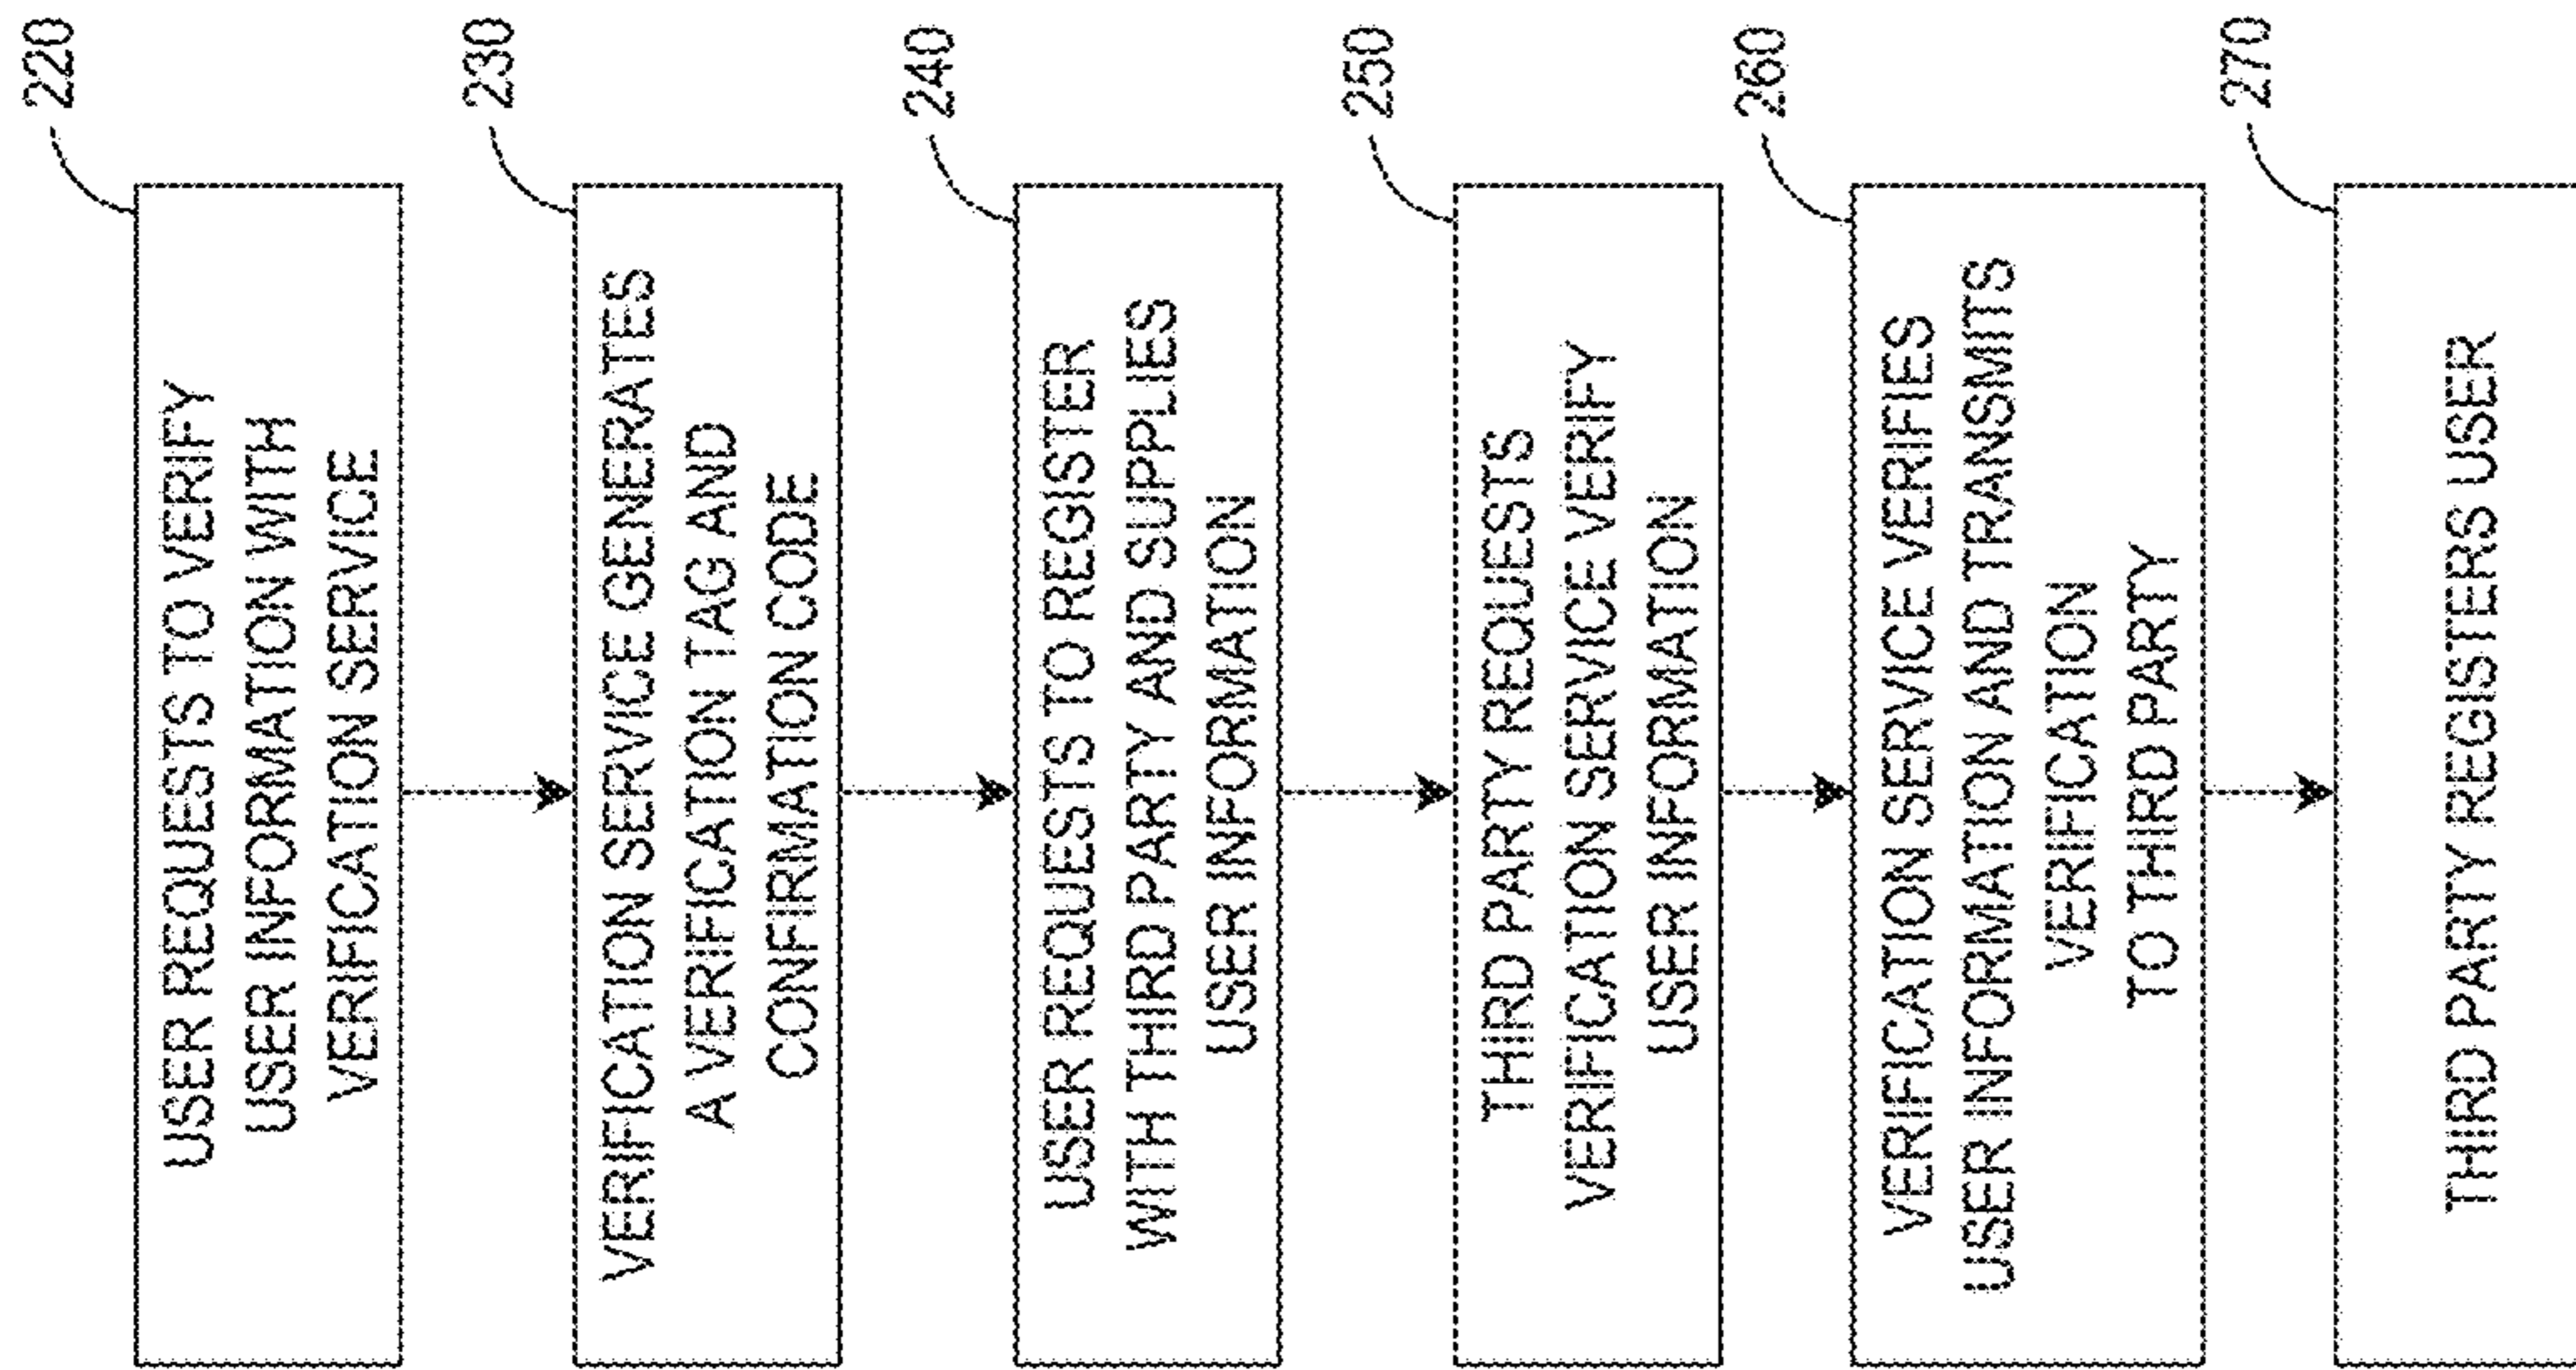 220
USER REQUESTS TO VERIFY
USER INFORMATION WITH
VERIFICATION SERVICE
230
VERIFICATION SERVICE GENERATES
A VERIFICATION TAG AND
CONFIRMATION CODE
240
USER REQUESTS TO REGISTER
WITH THIRD PARTY AND SUPPLIES
USER INFORMATION
250
THIRD PARTY REQUESTS
VERIFICATION SERVICE VERIFY
USER INFORMATION
260
VERIFICATION SERVICE VERIFIES
USER INFORMATION AND TRANSMITS
VERIFICATION
TO THIRD PARTY
270
THIRD PARTY REGISTERS USER